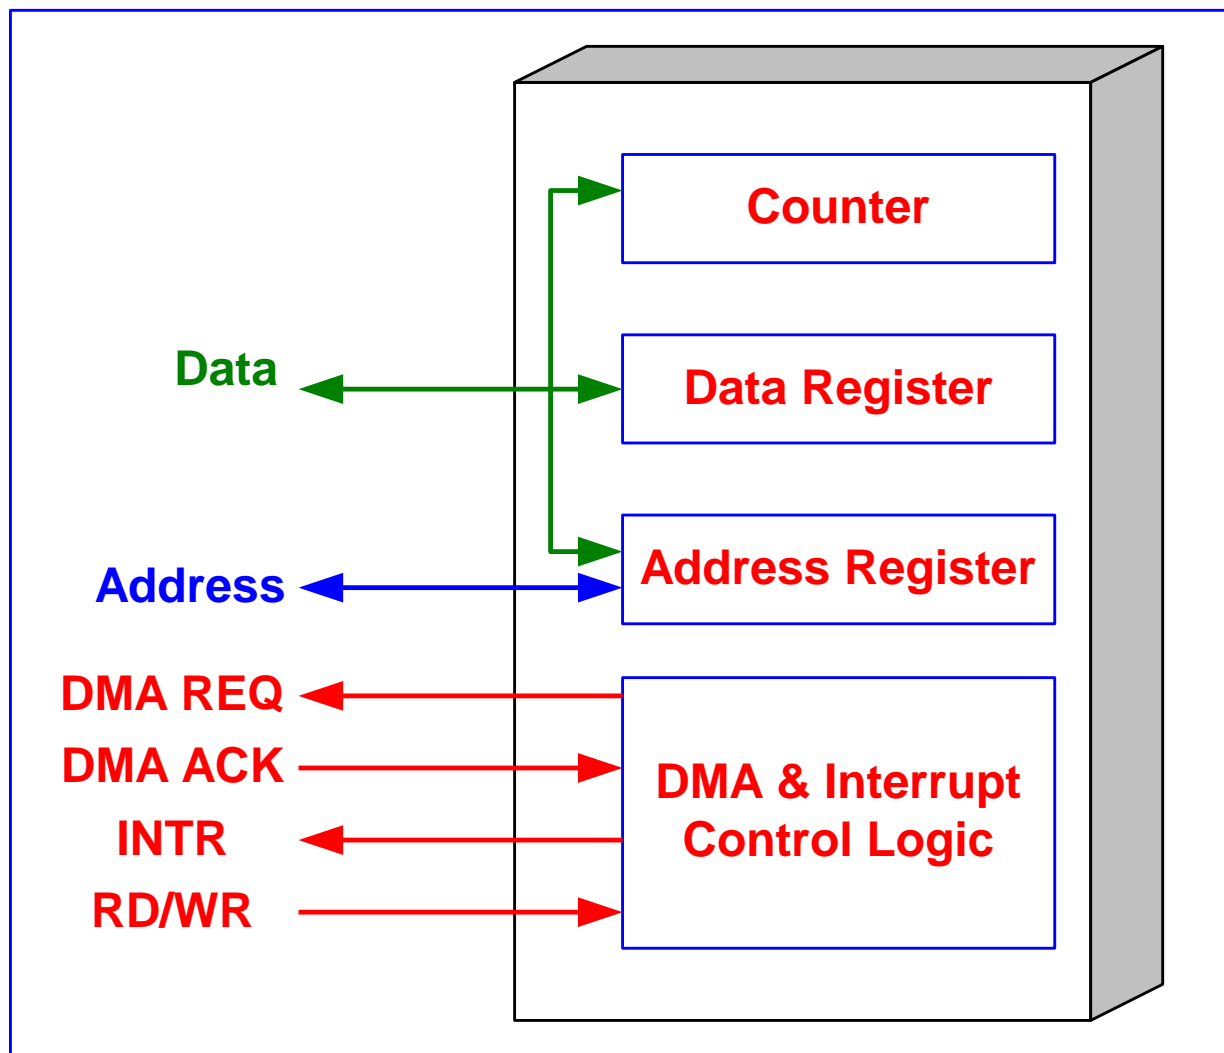 Counter
Data
Data Register
Address
Address Register
DMA REQ
DMA ACK
INTR
RD/WR
DMA & Interrupt
Control Logic